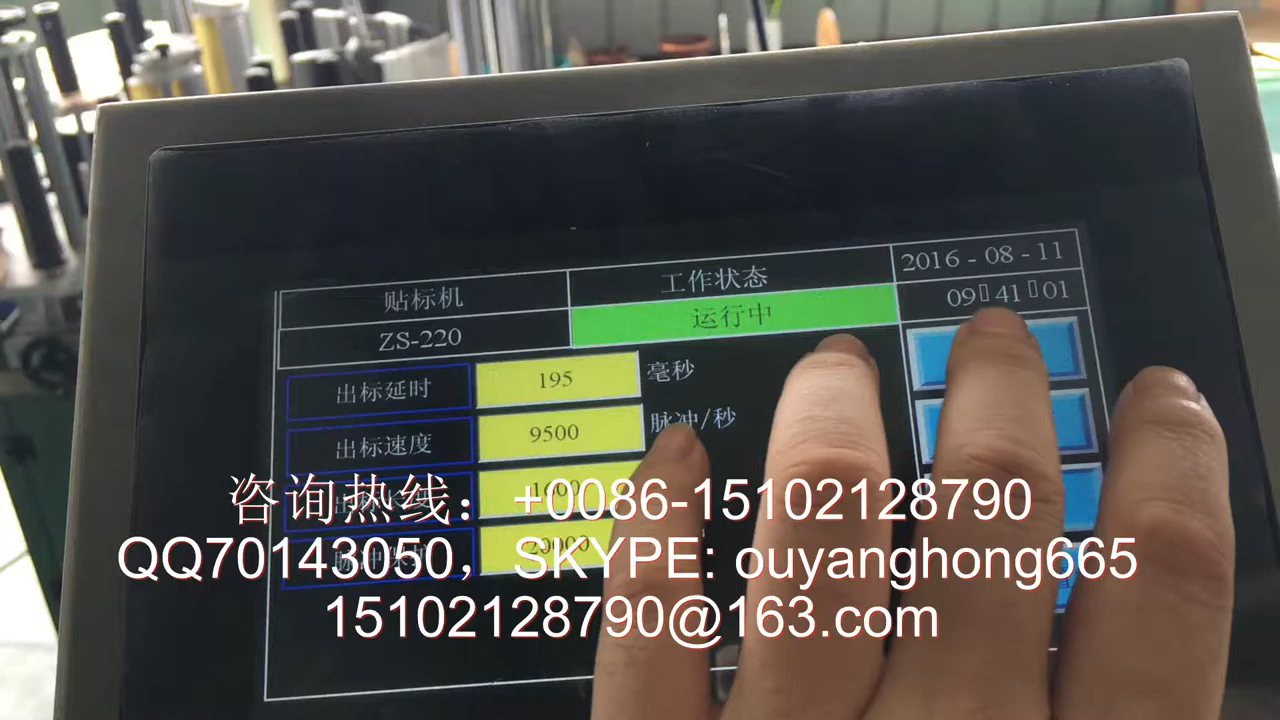 贴标机
工作状态
2016 - 08 - 11
ZS-220
运行中
09 41 01
出标延时 195 毫秒
出标速度 9500 脉冲/秒
20000
咨询热线：+0086-15102128790
QQ70143050，SKYPE: ouyanghong665
15102128790@163.com